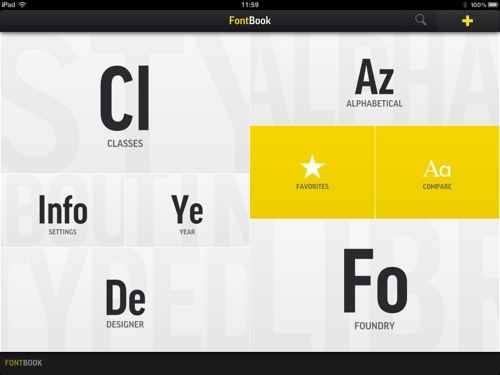 iPad
11:59
100%
FontBook
Cl
CLASSES
Az
ALPHABETICAL
FAVORITES
Aa
COMPARE
Info
SETTINGS
Ye
YEAR
De
DESIGNER
Fo
FOUNDRY
FONTBOOK